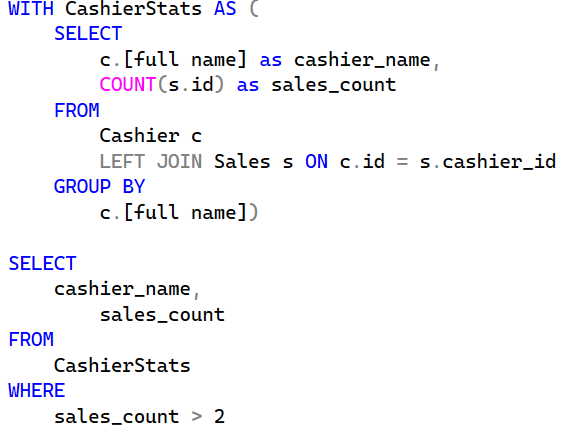 WITH CashierStats AS (
    SELECT
        c.[full name] as cashier_name,
        COUNT(s.id) as sales_count
    FROM
        Cashier c
        LEFT JOIN Sales s ON c.id = s.cashier_id
    GROUP BY
        c.[full name])

SELECT
    cashier_name,
        sales_count
FROM
    CashierStats
WHERE
    sales_count > 2